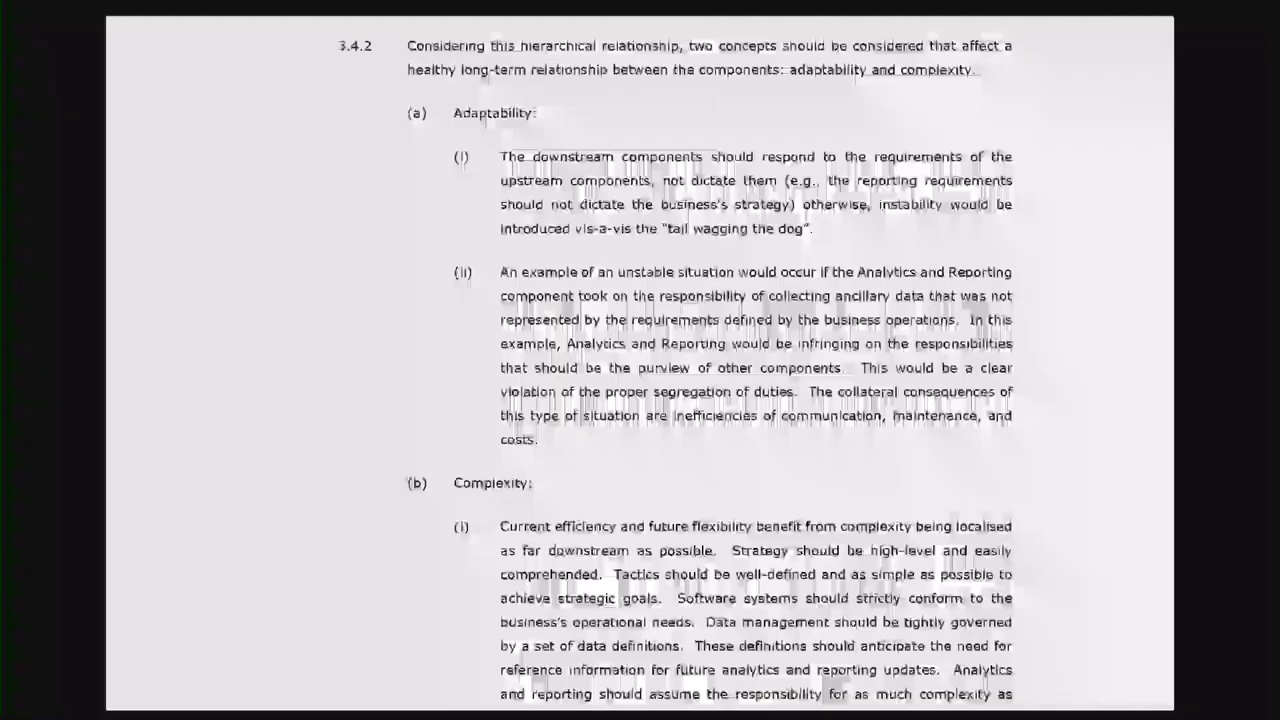 3.4.2 Considering this hierarchical relationship, two concepts should be considered that affect a
healthy long-term relationship between the components: adaptability and complexity.
(a) Adaptability:
(i) The downstream components should respond to the requirements of the
upstream components, not dictate them (e.g., the reporting requirements
should not dictate the business's strategy) otherwise, instability would be
introduced vis-a-vis the “tail wagging the dog”.
(ii) An example of an unstable situation would occur if the Analytics and Reporting
component took on the responsibility of collecting ancillary data that was not
represented by the requirements defined by the business operations. In this
example, Analytics and Reporting would be infringing on the responsibilities
that should be the purview of other components. This would be a clear
violation of the proper segregation of duties. The collateral consequences of
this type of situation are inefficiencies of communication, maintenance, and
costs.
(b) Complexity:
(i) Current efficiency and future flexibility benefit from complexity being localised
as far downstream as possible. Strategy should be high-level and easily
comprehended. Tactics should be well-defined and as simple as possible to
achieve strategic goals. Software systems should strictly conform to the
business's operational needs. Data management should be tightly governed
by a set of data definitions. These definitions should anticipate the need for
reference information for future analytics and reporting updates. Analytics
and reporting should assume the responsibility for as much complexity as